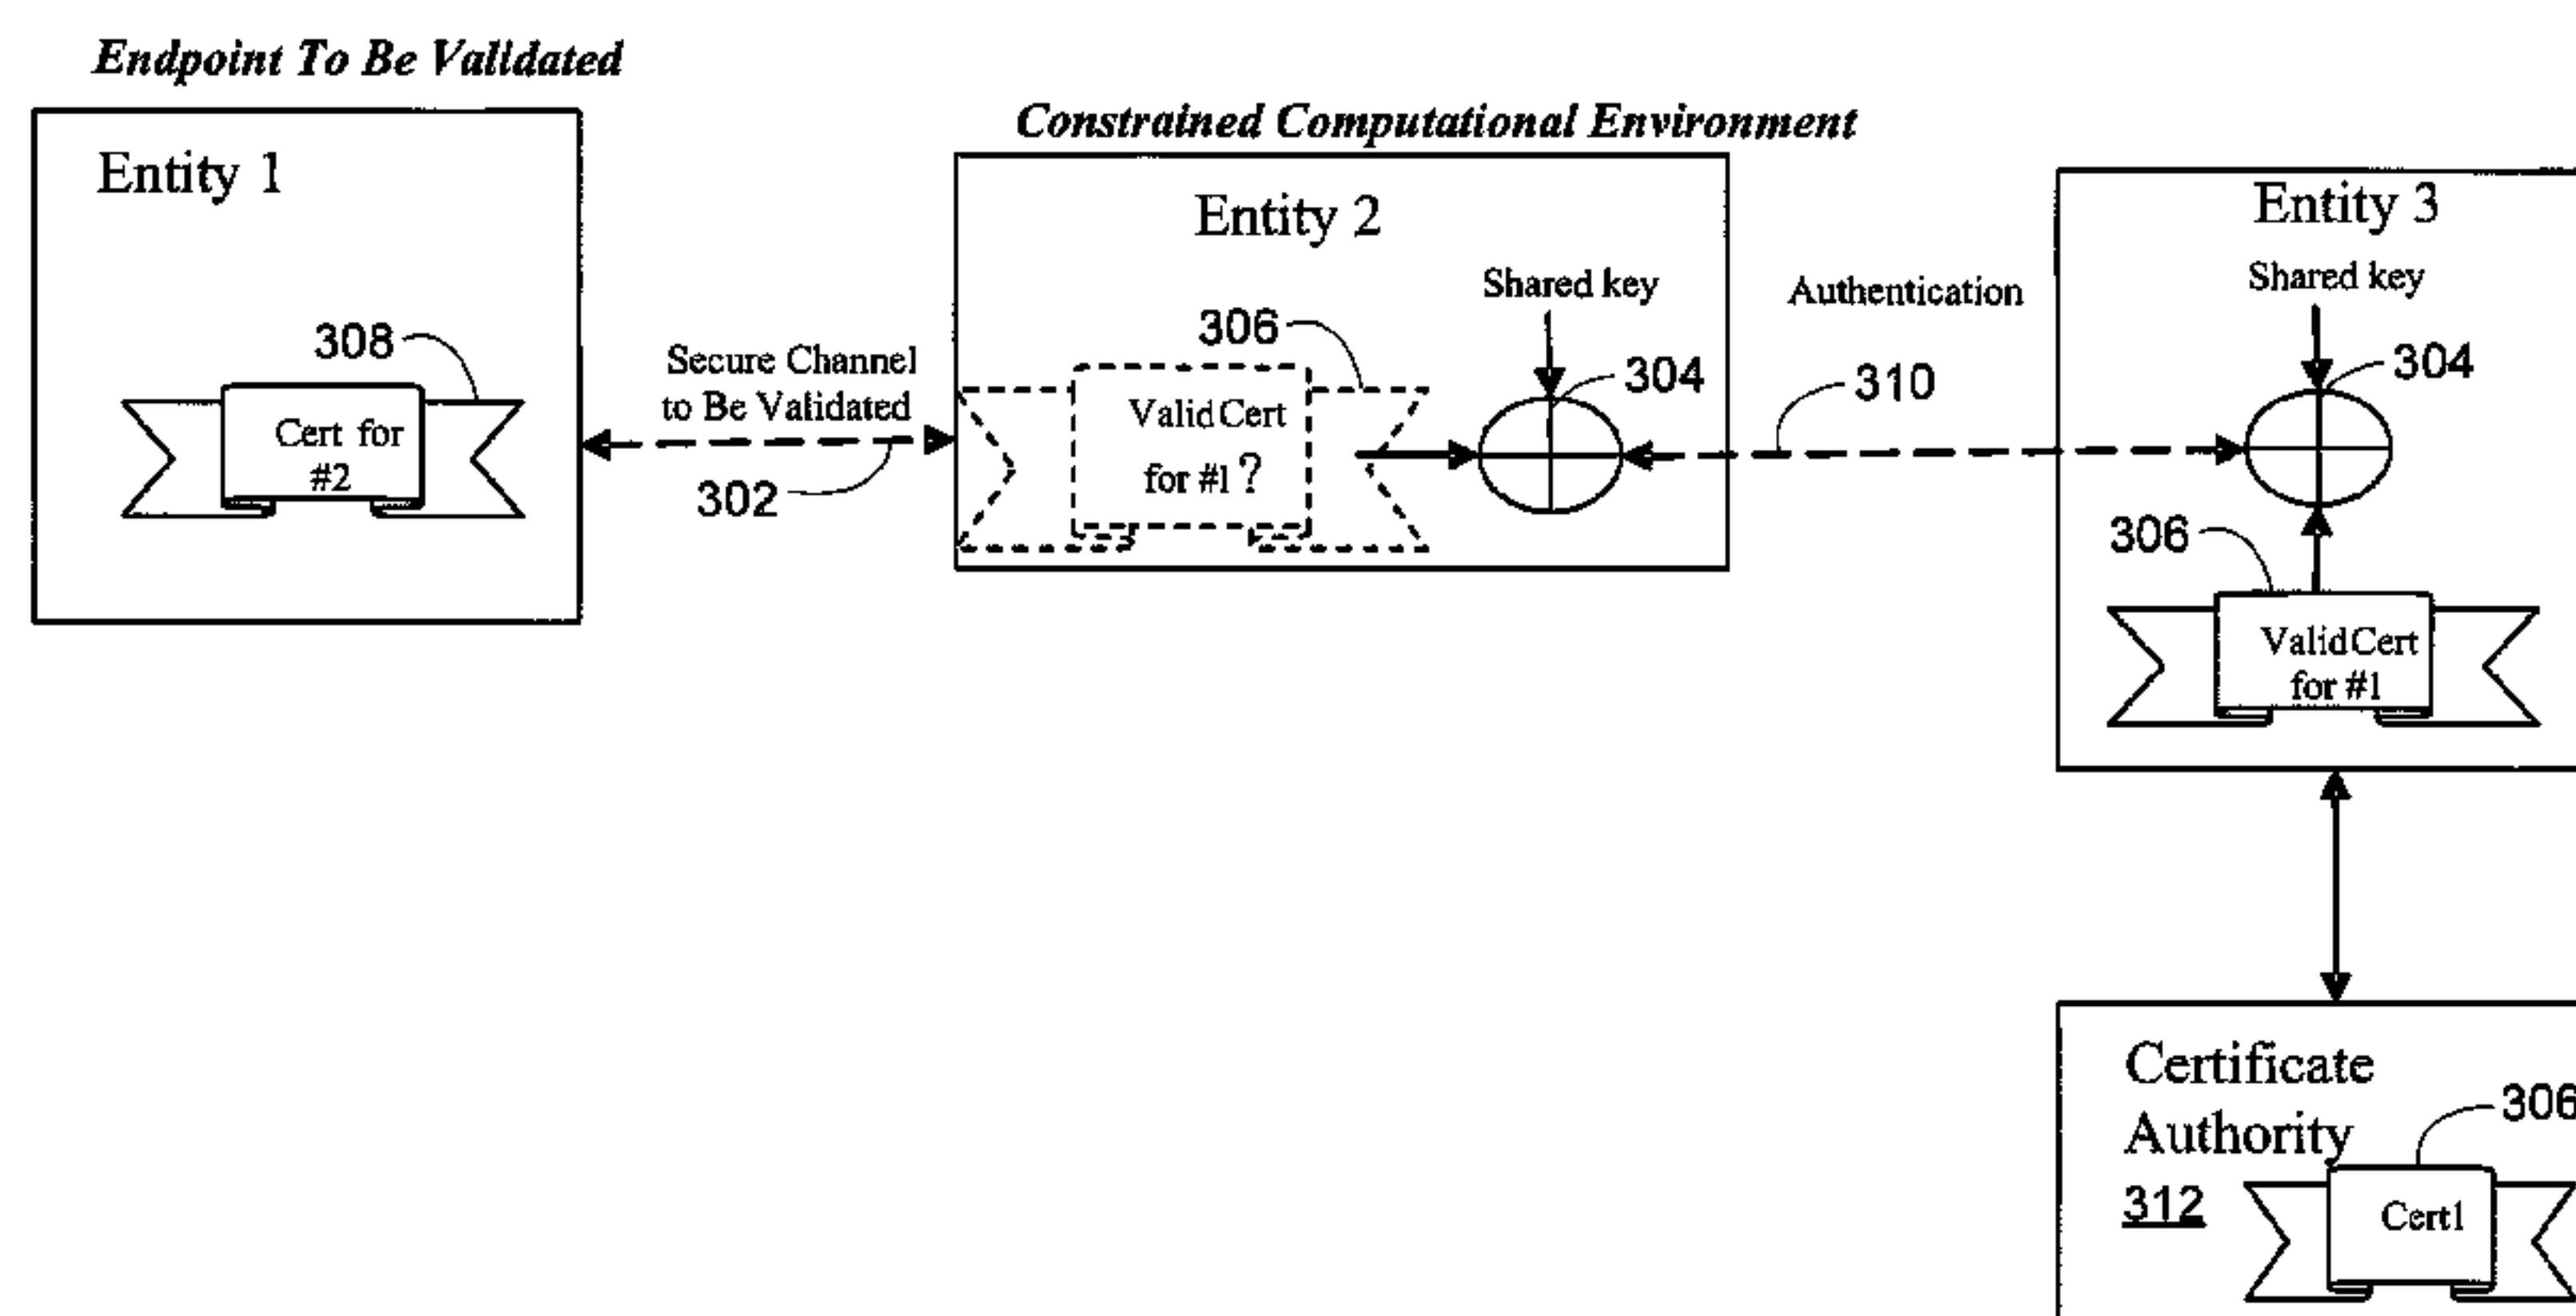 Endpoint To Be Validated
Entity 1
308
Cert for
#2
Secure Channel
to Be Validated
302
Constrained Computational Environment
Entity 2
Shared key
306
304
Valid Cert
for #1 ?
Authentication
310
Entity 3
Shared key
304
306
Valid Cert
for #1
Certificate
Authority
312
306
Cert1